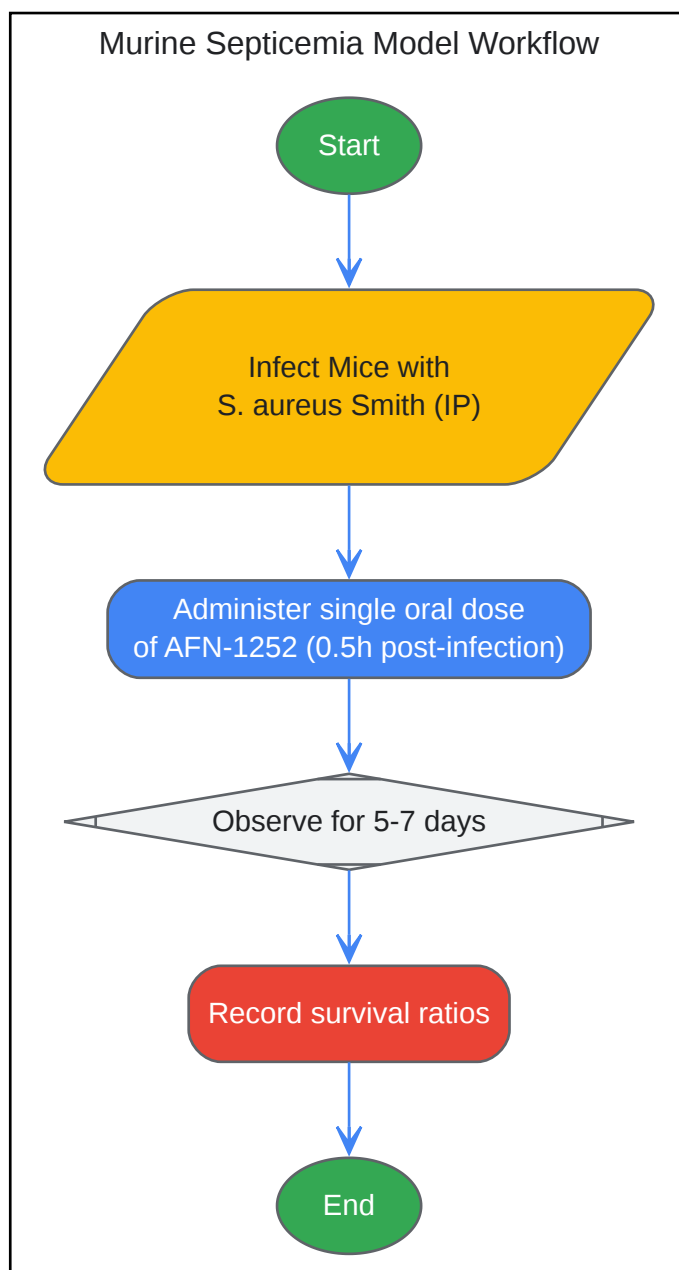 Murine Septicemia Model Workflow
Start
Infect Mice with
S. aureus Smith (IP)
Administer single oral dose
of AFN-1252 (0.5h post-infection)
Observe for 5-7 days
Record survival ratios
End